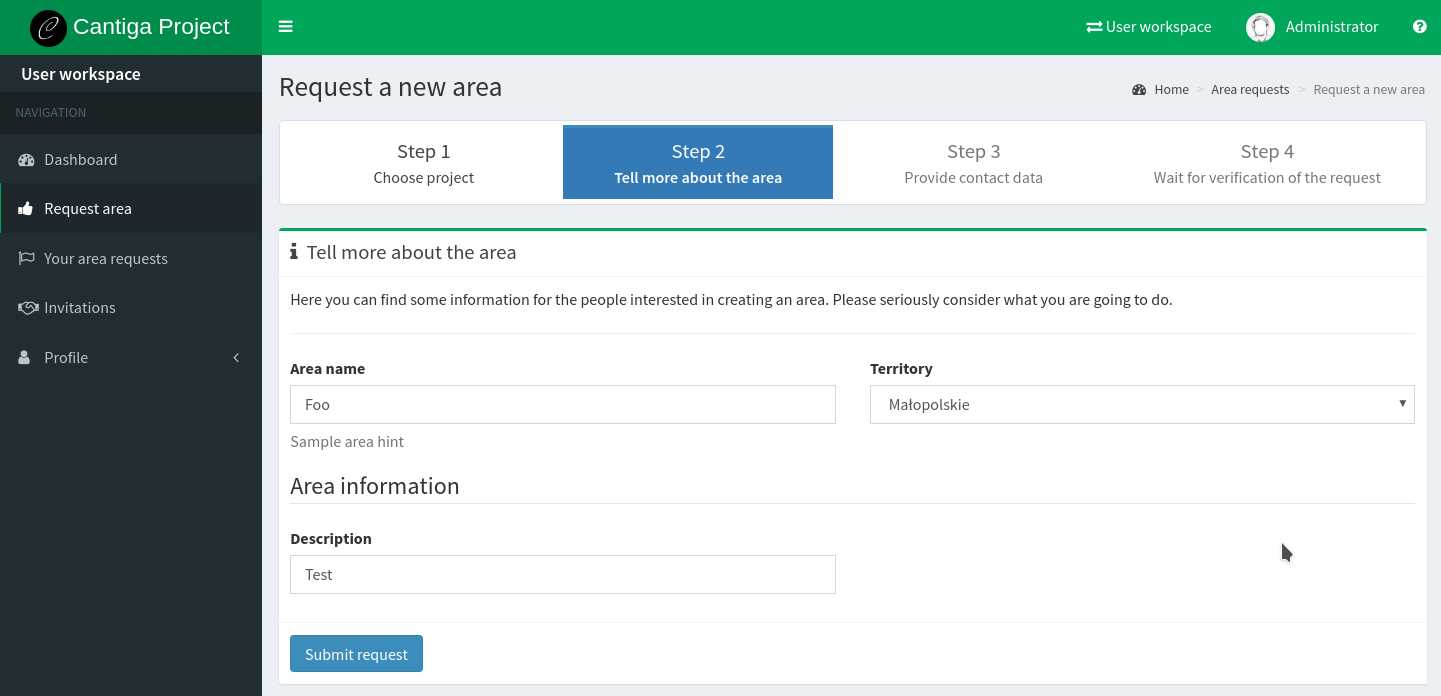 Cantiga Project
User workspace
Administrator
User workspace
NAVIGATION
Dashboard
Request area
Your area requests
Invitations
Profile
Request a new area
Home > Area requests > Request a new area
Step 1
Choose project
Step 2
Tell more about the area
Step 3
Provide contact data
Step 4
Wait for verification of the request
Tell more about the area
Here you can find some information for the people interested in creating an area. Please seriously consider what you are going to do.
Area name
Territory
Foo
Małopolskie
Sample area hint
Area information
Description
Test
Submit request